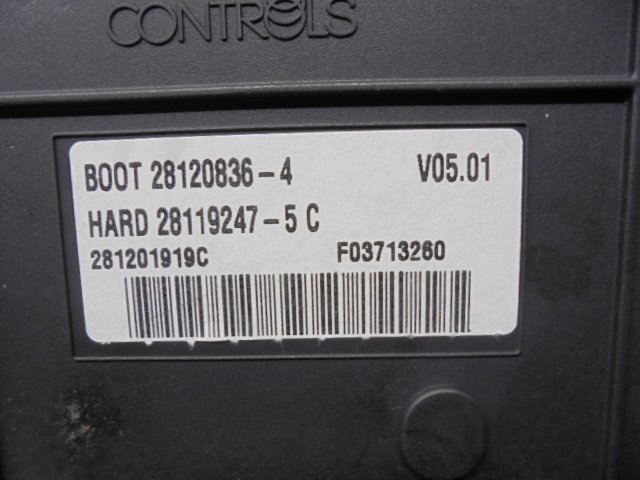 CONTROLS
BOOT 28120836-4 V05.01
HARD 28119247-5 C
281201919C F03713260